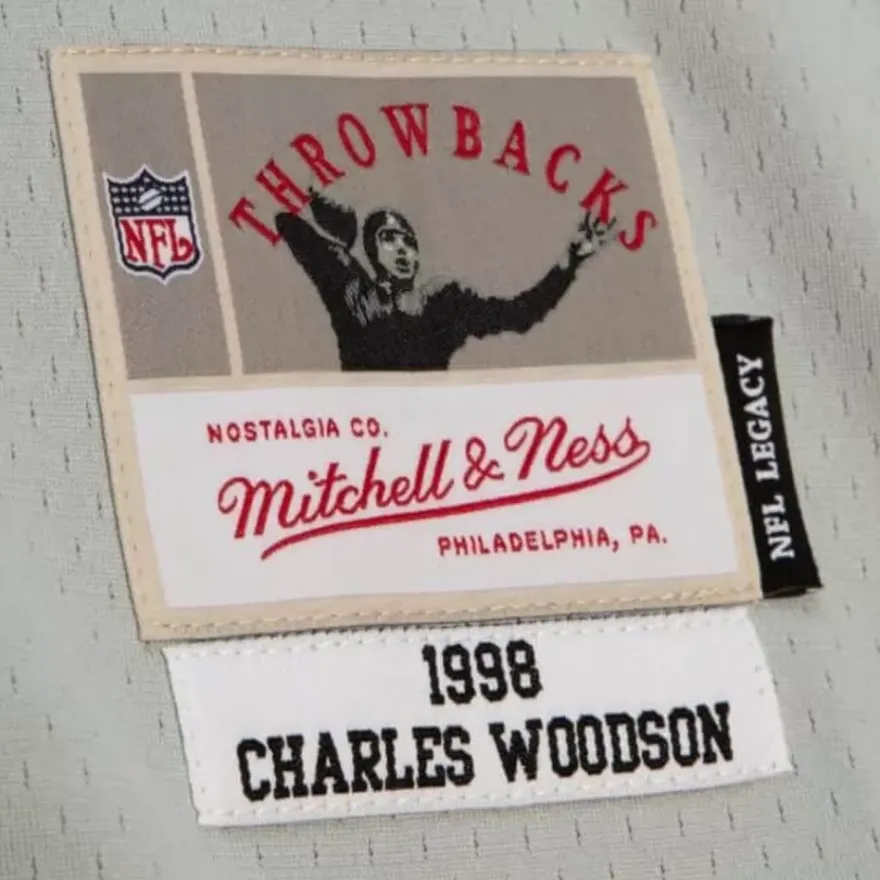 THROWBACKS
NFL
NOSTALGIA CO.
Mitchell & Ness
PHILADELPHIA, PA.
NFL LEGACY
1998
CHARLES WOODSON